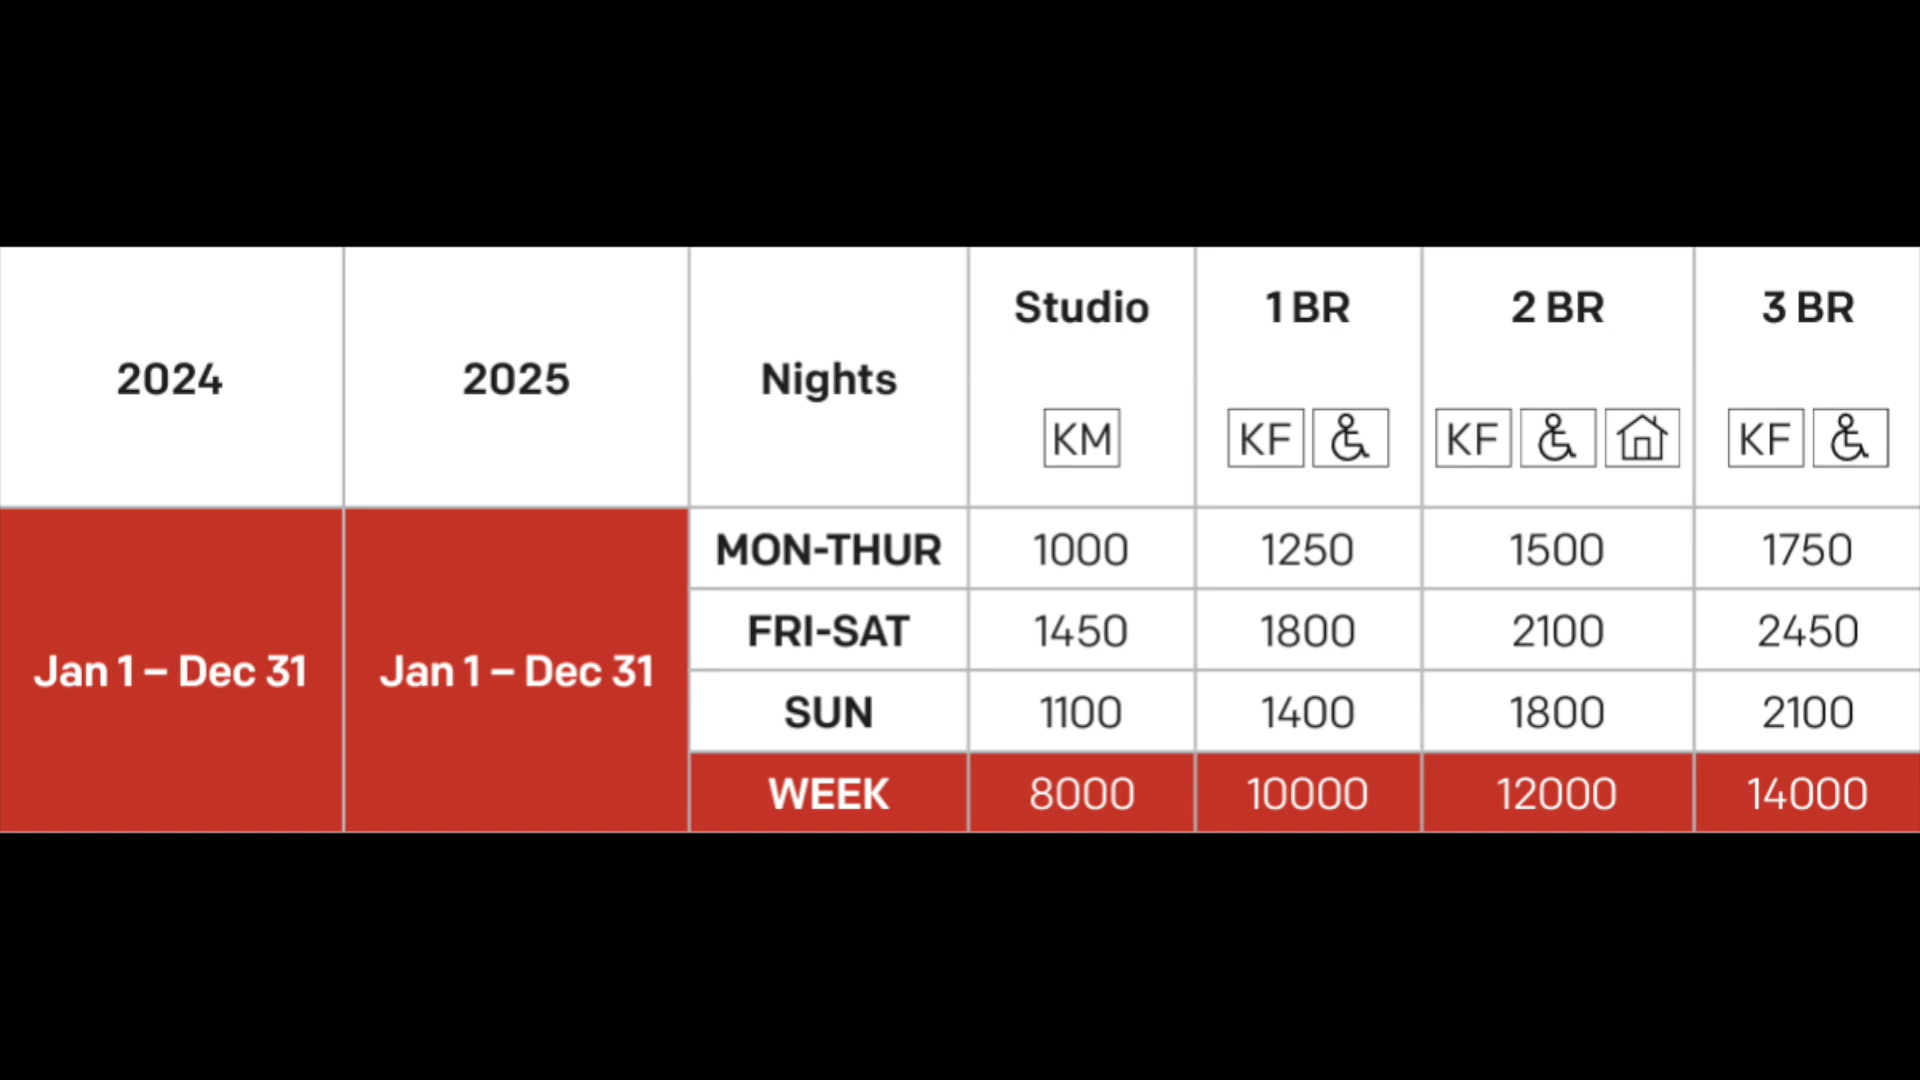 2024 2025 Nights Studio 1 BR 2 BR 3 BR
KM KF KF KF
Jan 1 – Dec 31 Jan 1 – Dec 31
MON-THUR 1000 1250 1500 1750
FRI-SAT 1450 1800 2100 2450
SUN 1100 1400 1800 2100
WEEK 8000 10000 12000 14000